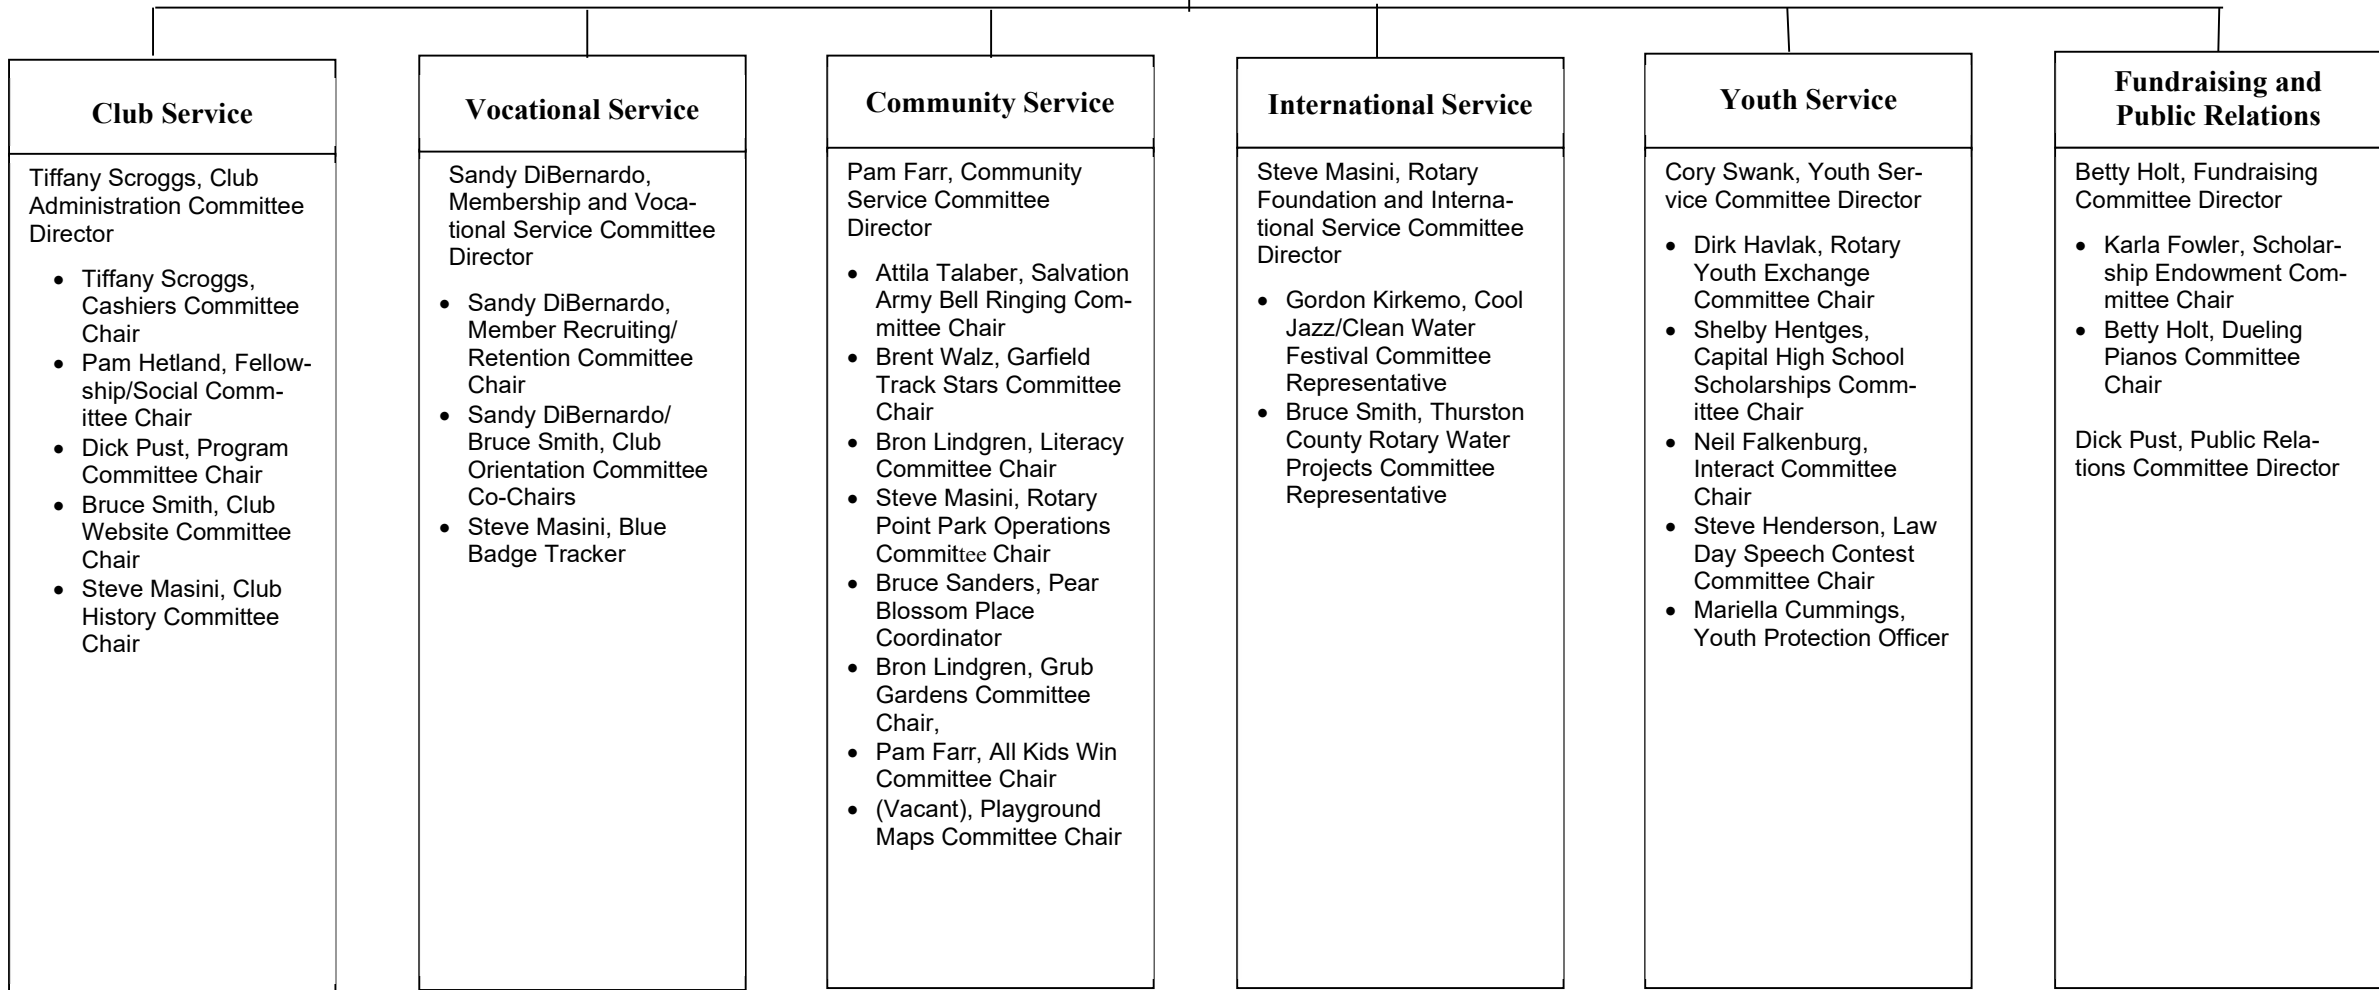 Club Service
Tiffany Scroggs, Club
Administration Committee
Director
• Tiffany Scroggs,
Cashiers Committee
Chair
• Pam Hetland, Fellow-
ship/Social Comm-
ittee Chair
• Dick Pust, Program
Committee Chair
• Bruce Smith, Club
Website Committee
Chair
• Steve Masini, Club
History Committee
Chair
Vocational Service
Sandy DiBernardo,
Membership and Voca-
tional Service Committee
Director
• Sandy DiBernardo,
Member Recruiting/
Retention Committee
Chair
• Sandy DiBernardo/
Bruce Smith, Club
Orientation Committee
Co-Chairs
• Steve Masini, Blue
Badge Tracker
Community Service
Pam Farr, Community
Service Committee
Director
• Attila Talaber, Salvation
Army Bell Ringing Com-
mittee Chair
• Brent Walz, Garfield
Track Stars Committee
Chair
• Bron Lindgren, Literacy
Committee Chair
• Steve Masini, Rotary
Point Park Operations
Committee Chair
• Bruce Sanders, Pear
Blossom Place
Coordinator
• Bron Lindgren, Grub
Gardens Committee
Chair,
• Pam Farr, All Kids Win
Committee Chair
• (Vacant), Playground
Maps Committee Chair
International Service
Steve Masini, Rotary
Foundation and Interna-
tional Service Committee
Director
• Gordon Kirkemo, Cool
Jazz/Clean Water
Festival Committee
Representative
• Bruce Smith, Thurston
County Rotary Water
Projects Committee
Representative
Youth Service
Cory Swank, Youth Ser-
vice Committee Director
• Dirk Havlak, Rotary
Youth Exchange
Committee Chair
• Shelby Hentges,
Capital High School
Scholarships Comm-
ittee Chair
• Neil Falkenburg,
Interact Committee
Chair
• Steve Henderson, Law
Day Speech Contest
Committee Chair
• Mariella Cummings,
Youth Protection Officer
Fundraising and
Public Relations
Betty Holt, Fundraising
Committee Director
• Karla Fowler, Scholar-
ship Endowment Com-
mittee Chair
• Betty Holt, Dueling
Pianos Committee
Chair
Dick Pust, Public Rela-
tions Committee Director